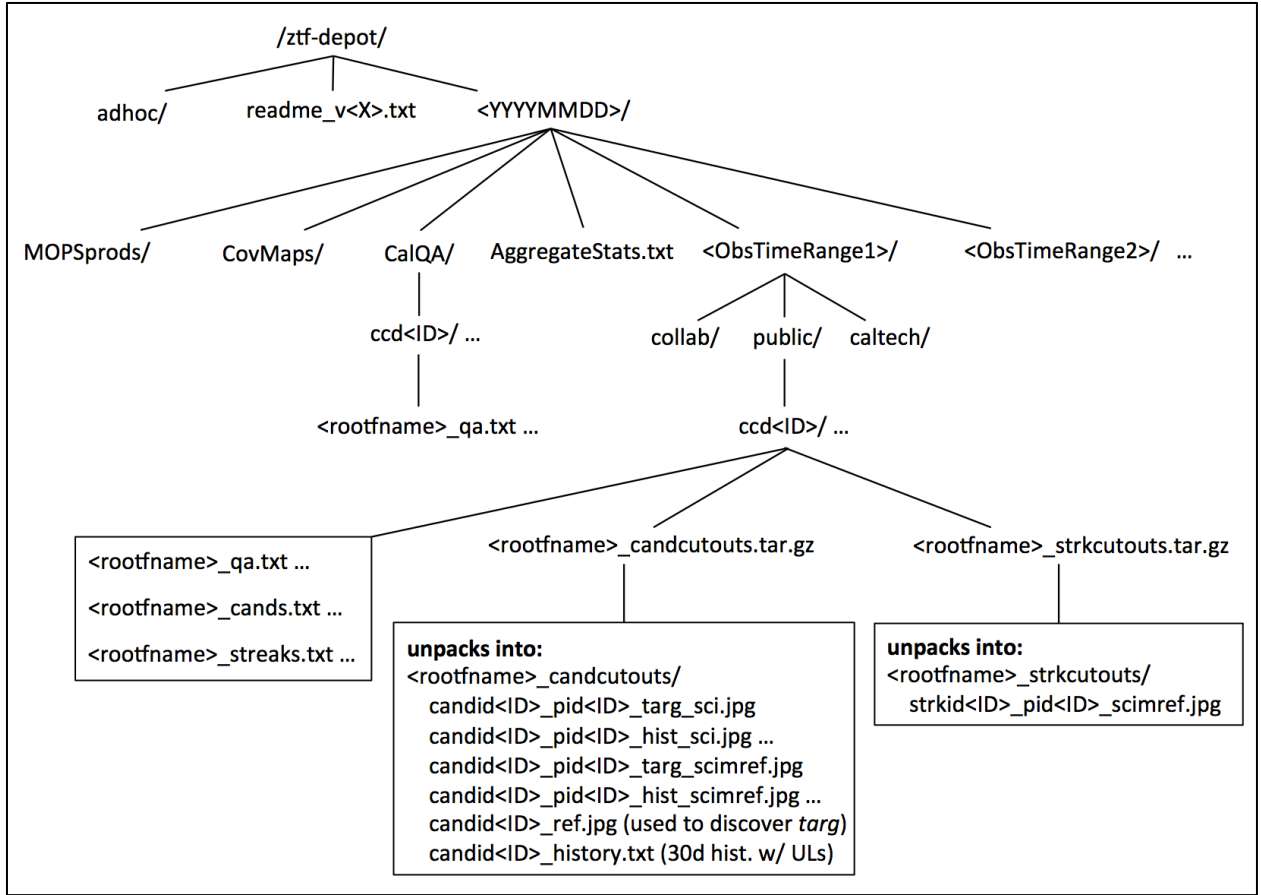 /ztf-depot/
adhoc/
readme_v<X>.txt
<YYYYMMDD>/
MOPSprods/
CovMaps/
CalQA/
AggregateStats.txt
<ObsTimeRange1>/
<ObsTimeRange2>/ ...
ccd<ID>/ ...
collab/
public/
caltech/
<rootfname>_qa.txt ...
ccd<ID>/ ...
<rootfname>_qa.txt ...
<rootfname>_cands.txt ...
<rootfname>_streaks.txt ...
<rootfname>_candcutouts.tar.gz
<rootfname>_strkcutouts.tar.gz
unpacks into:
<rootfname>_candcutouts/
candid<ID>_pid<ID>_targ_sci.jpg
candid<ID>_pid<ID>_hist_sci.jpg ...
candid<ID>_pid<ID>_targ_scimref.jpg
candid<ID>_pid<ID>_hist_scimref.jpg ...
candid<ID>_ref.jpg (used to discover targ)
candid<ID>_history.txt (30d hist. w/ ULs)
unpacks into:
<rootfname>_strkcutouts/
strkid<ID>_pid<ID>_scimref.jpg